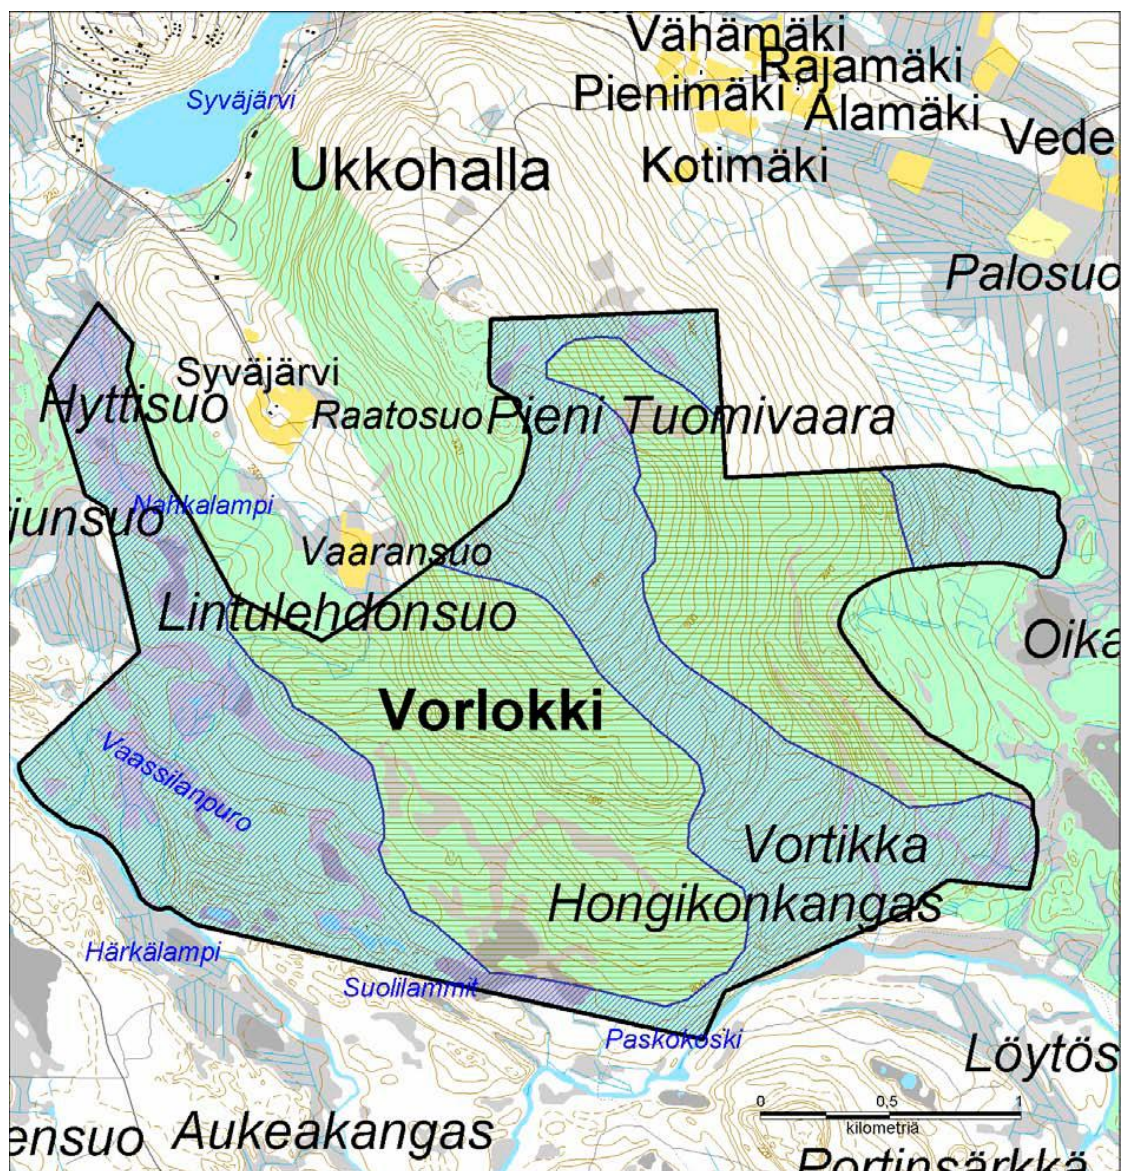 Vähämäki
Rajamäki
Syväjärvi
Pienimäki
Alamäki
Vede
Ukkohalla
Kotimäki
Palosuo
Syväjärvi
Hyttisuo
Raatosuo
Pieni Tuomivaara
Nahkalampi
junsuo
Vaaransuo
Lintulehdonsuo
Oika
Vorlokki
Vaassilanpuro
Vortikka
Hongikonkangas
Härkälampi
Suolilammit
Paskokoski
Löytös
0 0,5 1
kilometriä
ensuo
Aukeakangas
Portinsärkkä